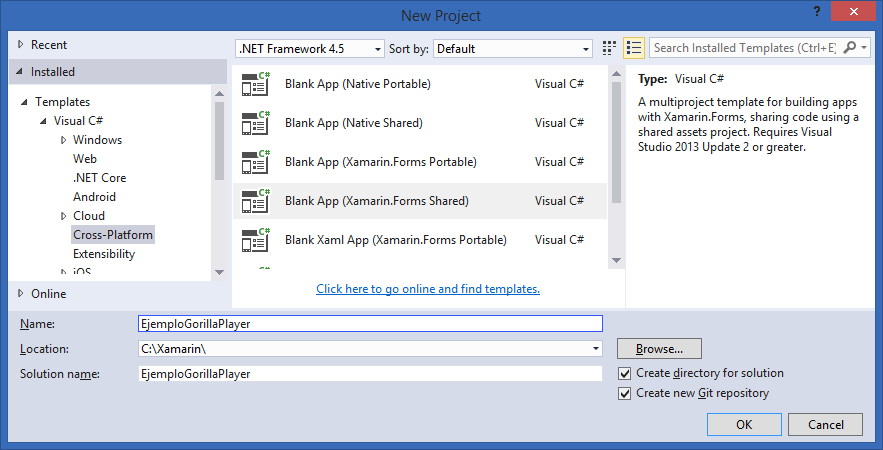 New Project
?
Recent
Installed
Templates
Visual C#
Windows
Web
.NET Core
Android
Cloud
Cross-Platform
Extensibility
iOS
Online
.NET Framework 4.5
Sort by:
Default
Search Installed Templates (Ctrl+E)
C# Blank App (Native Portable) Visual C#
C# Blank App (Native Shared) Visual C#
C# Blank App (Xamarin.Forms Portable) Visual C#
C# Blank App (Xamarin.Forms Shared) Visual C#
C# Blank Xaml App (Xamarin.Forms Portable) Visual C#
Click here to go online and find templates.
Type: Visual C#
A multiproject template for building apps
with Xamarin.Forms, sharing code using a
shared assets project. Requires Visual
Studio 2013 Update 2 or greater.
Name: EjemploGorillaPlayer
Location: C:\Xamarin\
Browse...
Solution name: EjemploGorillaPlayer
Create directory for solution
Create new Git repository
OK
Cancel